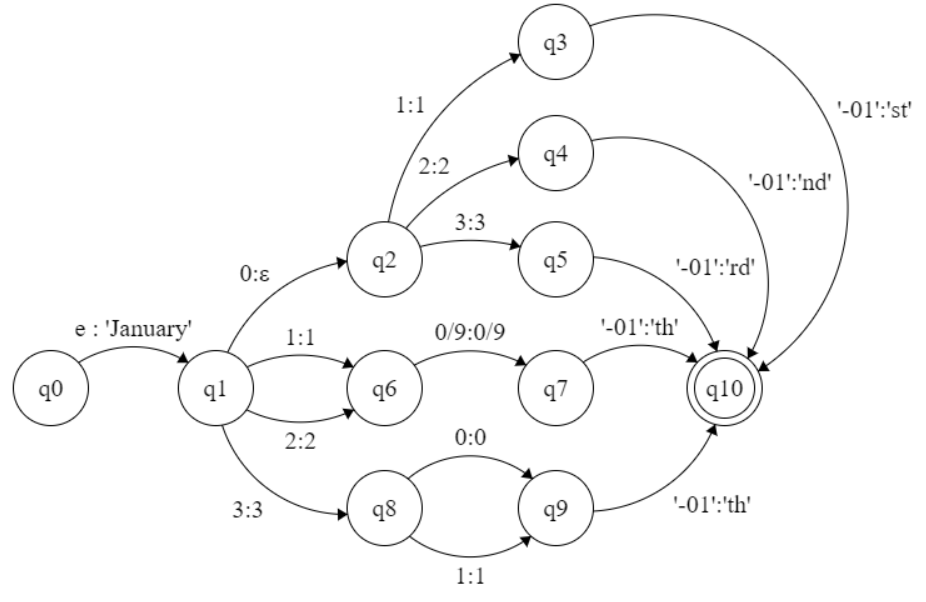 q3
1:1
'-01':'st'
q4
2:2
'-01':'nd'
3:3
q2
q5
0:ε
'-01':'rd'
e : 'January'
1:1
0/9:0/9
'-01':'th'
q0
q1
q6
q7
q10
2:2
0:0
3:3
q8
q9
'-01':'th'
1:1